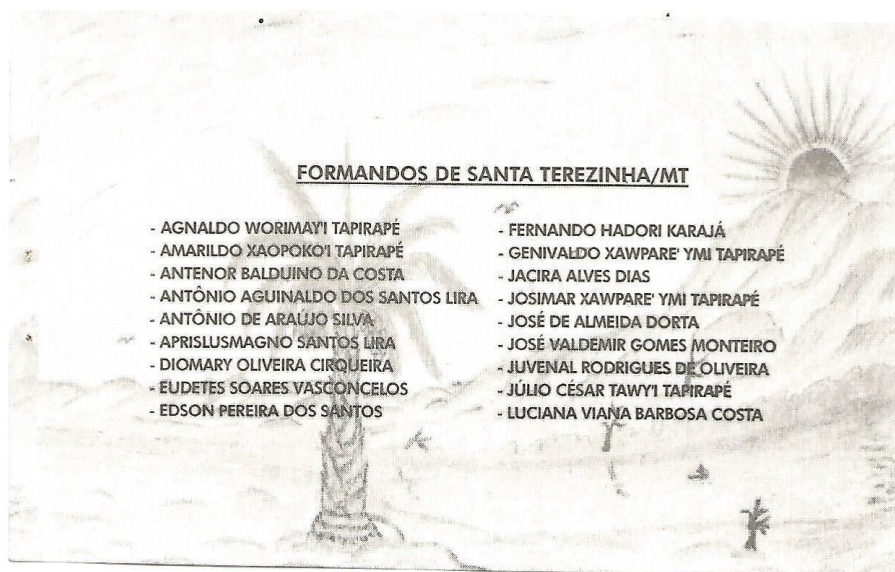 FORMANDOS DE SANTA TEREZINHA/MT
- AGNALDO WORIMAY'I TAPIRAPÉ
- AMARILDO XAOPOKO'I TAPIRAPÉ
- ANTENOR BALDUINO DA COSTA
- ANTÔNIO AGUINALDO DOS SANTOS LIRA
- ANTÔNIO DE ARAÚJO SILVA
- APRISLUSMAGNO SANTOS LIRA
- DIOMARY OLIVEIRA CIRQUEIRA
- EUDETES SOARES VASCONCELOS
- EDSON PEREIRA DOS SANTOS
- FERNANDO HADORI KARAJÁ
- GENIVALDO XAWPARE' YMI TAPIRAPÉ
- JACIRA ALVES DIAS
- JOSIMAR XAWPARE' YMI TAPIRAPÉ
- JOSÉ DE ALMEIDA DORTA
- JOSÉ VALDEMIR GOMES MONTEIRO
- JUVENAL RODRIGUES DE OLIVEIRA
- JÚLIO CÉSAR TAWY'I TAPIRAPÉ
- LUCIANA VIANA BARBOSA COSTA